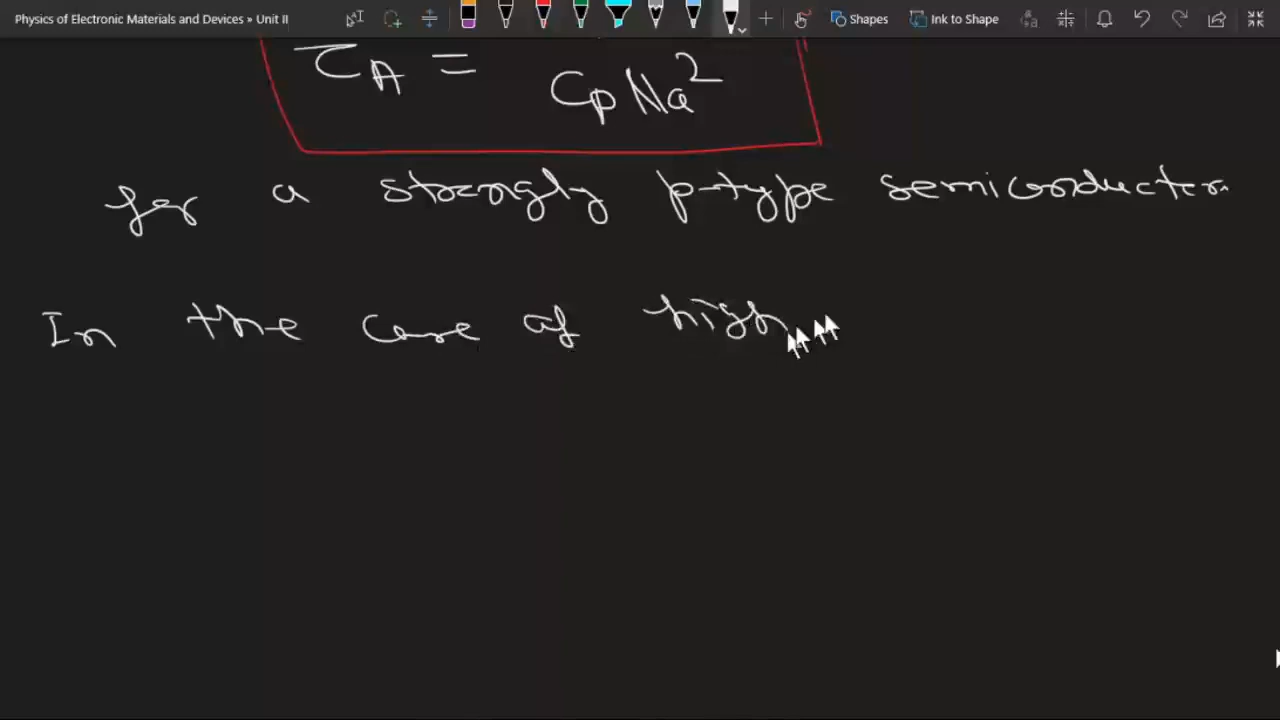 Physics of Electronic Materials and Devices » Unit II
Shapes
Ink to Shape
τA =
CpNa²
for a strongly p-type semiconductor
In the case of high